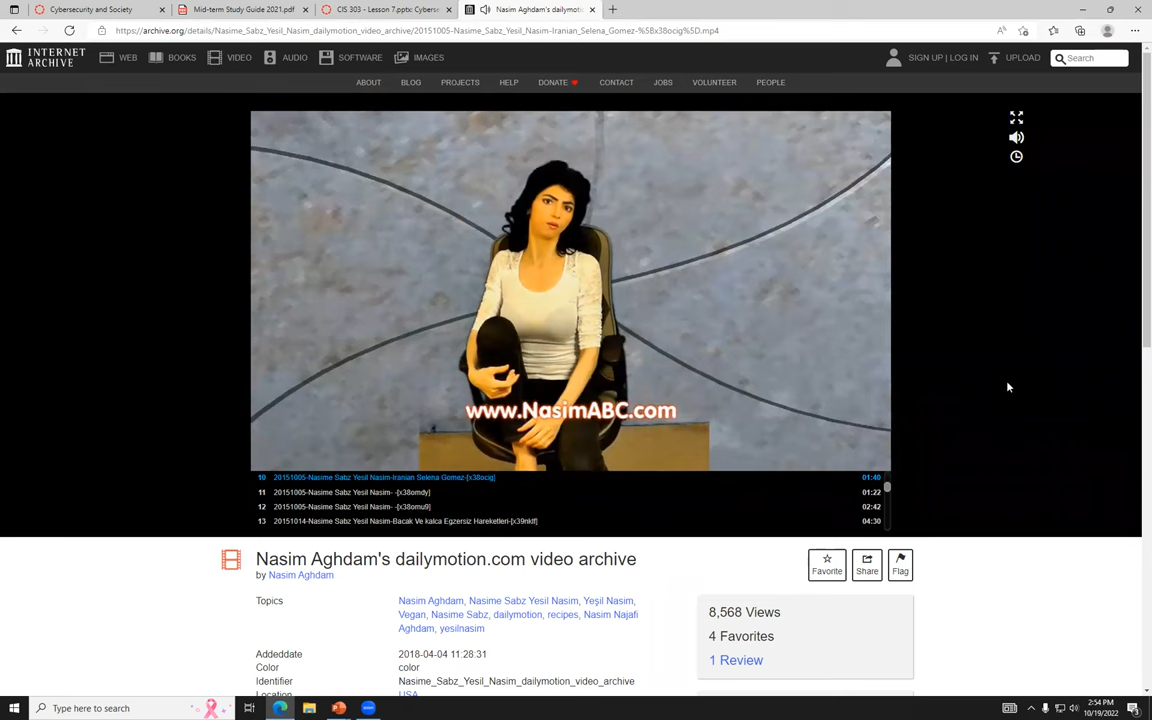 Cybersecurity and Society
Mid-term Study Guide 2021.pdf
CIS 303 - Lesson 7.pptx: Cybers
Nasim Aghdam's dailymotio
https://archive.org/details/Nasime_Sabz_Yesil_Nasim_dailymotion_video_archive/20151005-Nasime_Sabz_Yesil_Nasim-Iranian_Selena_Gomez-%5Bx38ocig%5D.mp4
INTERNET ARCHIVE
WEB BOOKS VIDEO AUDIO SOFTWARE IMAGES
SIGN UP | LOG IN UPLOAD Search
ABOUT BLOG PROJECTS HELP DONATE CONTACT JOBS VOLUNTEER PEOPLE
www.NasimABC.com
10 20151005-Nasime Sabz Yesil Nasim-Iranian Selena Gomez-[x38ocig] 01:40
11 20151005-Nasime Sabz Yesil Nasim- -[x38omdy] 01:22
12 20151005-Nasime Sabz Yesil Nasim- -[x38omu9] 02:42
13 20151014-Nasime Sabz Yesil Nasim-Bacak Ve kalca Egzersiz Hareketleri-[x39nklf] 04:30
Nasim Aghdam's dailymotion.com video archive
by Nasim Aghdam
Favorite Share Flag
Topics Nasim Aghdam, Nasime Sabz Yesil Nasim, Yeşil Nasim,
Vegan, Nasime Sabz, dailymotion, recipes, Nasim Najafi
Aghdam, yesilnasim
8,568 Views
4 Favorites
1 Review
Addeddate 2018-04-04 11:28:31
Color color
Identifier Nasime_Sabz_Yesil_Nasim_dailymotion_video_archive
Location USA
Type here to search
2:54 PM
10/19/2022
3